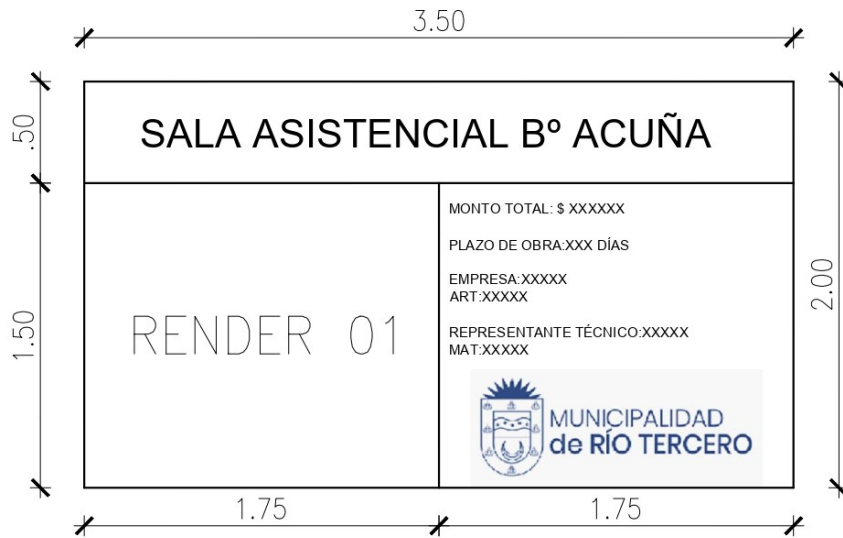 3.50
.50
SALA ASISTENCIAL Bº ACUÑA
1.50
RENDER 01
MONTO TOTAL: $ XXXXXX
PLAZO DE OBRA:XXX DÍAS
EMPRESA:XXXXX
ART:XXXXX
REPRESENTANTE TÉCNICO:XXXXX
MAT:XXXXX
MUNICIPALIDAD
de RÍO TERCERO
2.00
1.75
1.75